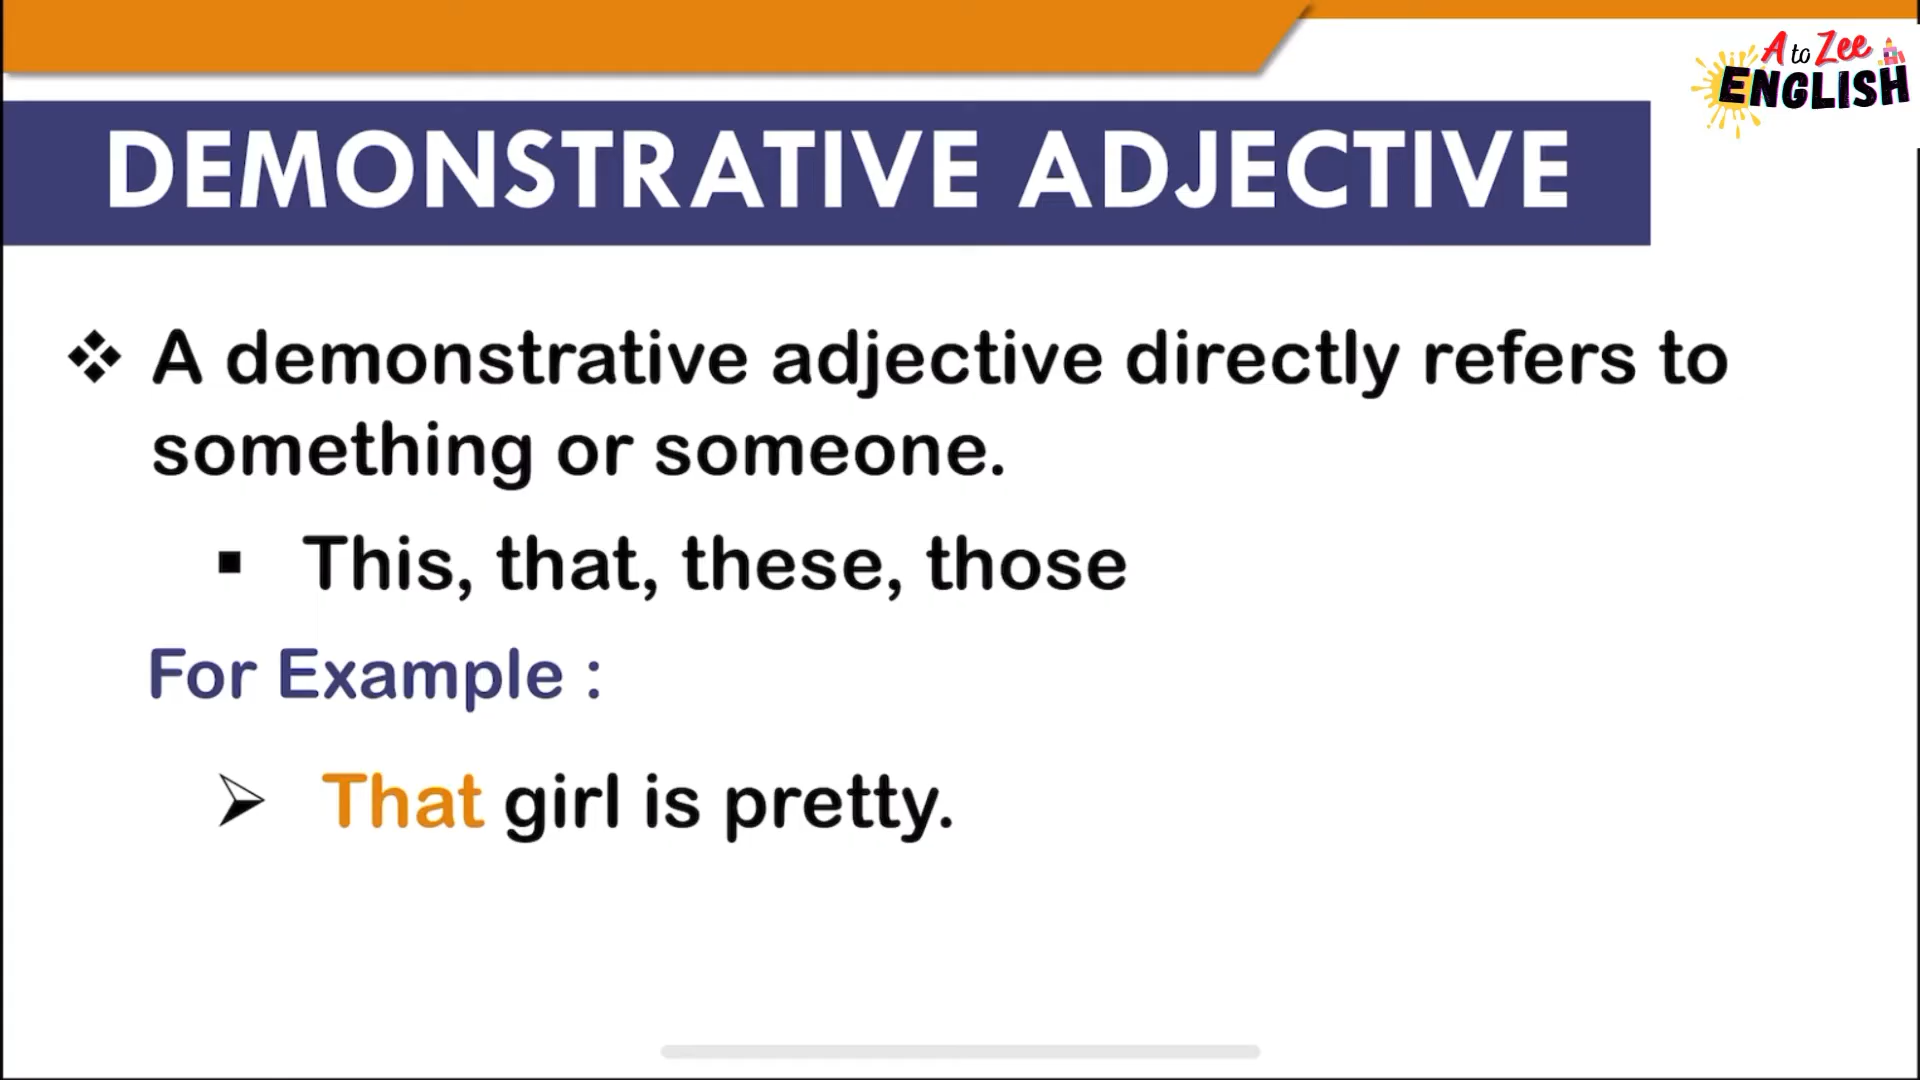 A to Zee
ENGLISH
DEMONSTRATIVE ADJECTIVE
A demonstrative adjective directly refers to
something or someone.
This, that, these, those
For Example :
That girl is pretty.